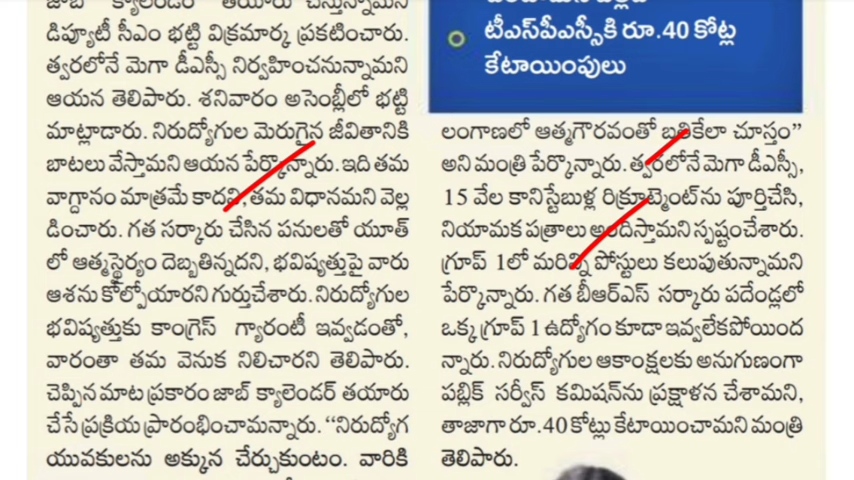 జాబ్ క్యాలెండర్ తయారు చేస్తున్నామని
డిప్యూటీ సీఎం భట్టి విక్రమార్క ప్రకటించారు.
త్వరలోనే మెగా డీఎస్సీ నిర్వహించనున్నామని
ఆయన తెలిపారు. శనివారం అసెంబ్లీలో భట్టి
మాట్లాడారు. నిరుద్యోగుల మెరుగైన జీవితానికి
బాటలు వేస్తామని ఆయన పేర్కొన్నారు. ఇది తమ
వాగ్దానం మాత్రమే కాదని, తమ విధానమని వెల్ల
డించారు. గత సర్కారు చేసిన పనులతో యూత్
లో ఆత్మస్థైర్యం దెబ్బతిన్నదని, భవిష్యత్తుపై వారు
ఆశను కోల్పోయారని గుర్తుచేశారు. నిరుద్యోగుల
భవిష్యత్తుకు కాంగ్రెస్ గ్యారంటీ ఇవ్వడంతో,
వారంతా తమ వెనుక నిలిచారని తెలిపారు.
చెప్పిన మాట ప్రకారం జాబ్ క్యాలెండర్ తయారు
చేసే ప్రక్రియ ప్రారంభించామన్నారు. “నిరుద్యోగ
యువకులను అక్కున చేర్చుకుంటం. వారికి
టీఎస్​పీఎస్సీకి రూ.40 కోట్ల
కేటాయింపులు
లంగాణలో ఆత్మగౌరవంతో బతికేలా చూస్తం”
అని మంత్రి పేర్కొన్నారు. త్వరలోనే మెగా డీఎస్సీ,
15 వేల కానిస్టేబుళ్ల రిక్రూట్మెంట్​ను పూర్తిచేసి,
నియామక పత్రాలు అందిస్తామని స్పష్టంచేశారు.
గ్రూప్ 1లో మరిన్ని పోస్టులు కలుపుతున్నామని
పేర్కొన్నారు. గత బీఆర్ఎస్ సర్కారు పదేండ్లలో
ఒక్క గ్రూప్ 1 ఉద్యోగం కూడా ఇవ్వలేకపోయింద
న్నారు. నిరుద్యోగుల ఆకాంక్షలకు అనుగుణంగా
పబ్లిక్ సర్వీస్ కమిషన్​ను ప్రక్షాళన చేశామని,
తాజాగా రూ.40 కోట్లు కేటాయించామని మంత్రి
తెలిపారు.